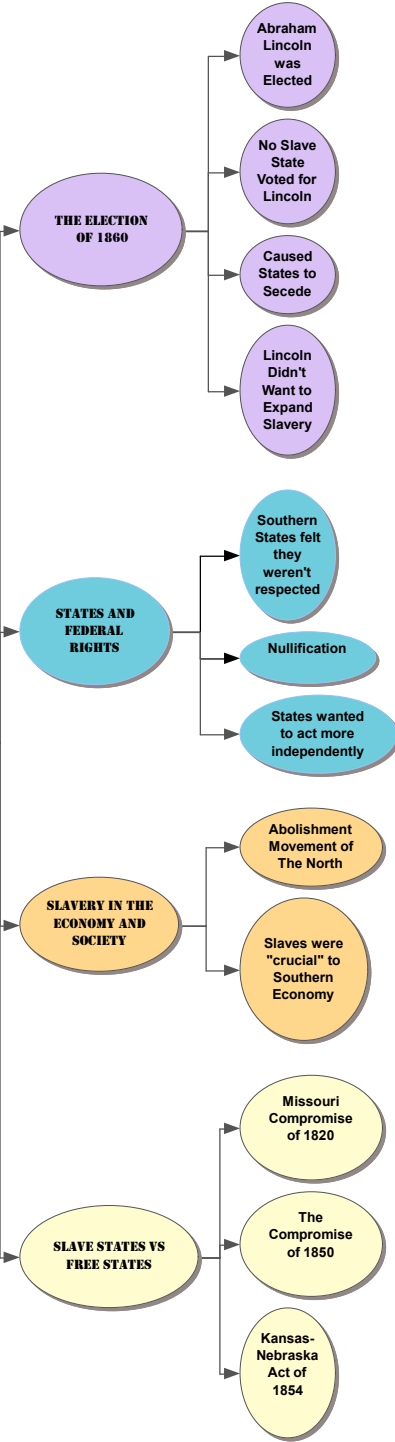 Abraham
Lincoln
was
Elected
No Slave
State
Voted for
Lincoln
THE ELECTION
OF 1860
Caused
States to
Secede
Lincoln
Didn't
Want to
Expand
Slavery
Southern
States felt
they
weren't
respected
STATES AND
FEDERAL
RIGHTS
Nullification
States wanted
to act more
independently
Abolishment
Movement of
The North
SLAVERY IN THE
ECONOMY AND
SOCIETY
Slaves were
"crucial" to
Southern
Economy
Missouri
Compromise
of 1820
SLAVE STATES VS
FREE STATES
The
Compromise
of 1850
Kansas-
Nebraska
Act of
1854